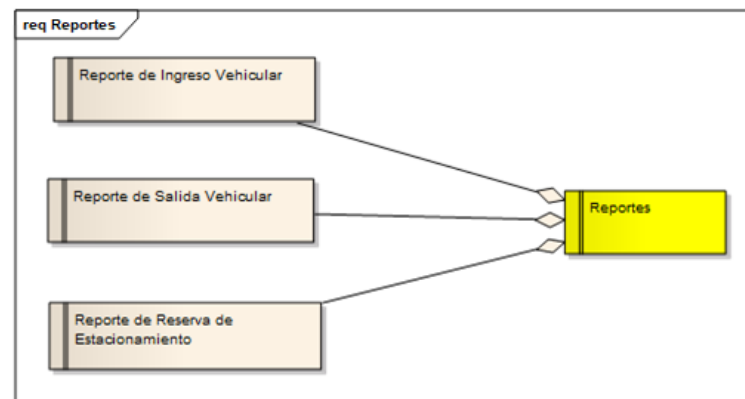 req Reportes
Reporte de Ingreso Vehicular
Reporte de Salida Vehicular
Reportes
Reporte de Reserva de
Estacionamiento